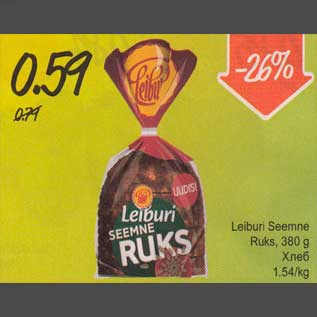 0.59
0.79
-26%
Leibur
UUDIS!
Leiburi
SEEMNE
RUKS
Leiburi Seemne
Ruks, 380 g
Хлеб
1.54/kg